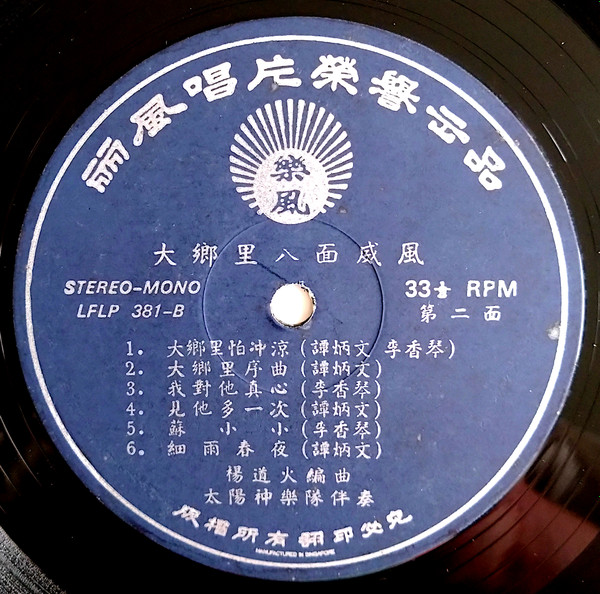 丽風唱片榮譽出品
樂風
大鄉里八面威風
STEREO-MONO
LFLP 381-B
33⅓ RPM
第二面
1. 大鄉里怕冲涼(譚炳文 李香琴)
2. 大鄉里序曲(譚炳文)
3. 我對他真心(李香琴)
4. 見他多一次(譚炳文)
5. 蘇小小(李香琴)
6. 細雨春夜(譚炳文)
楊道火編曲
太陽神樂隊伴奏
版權所有翻印必究
MANUFACTURED IN SINGAPORE